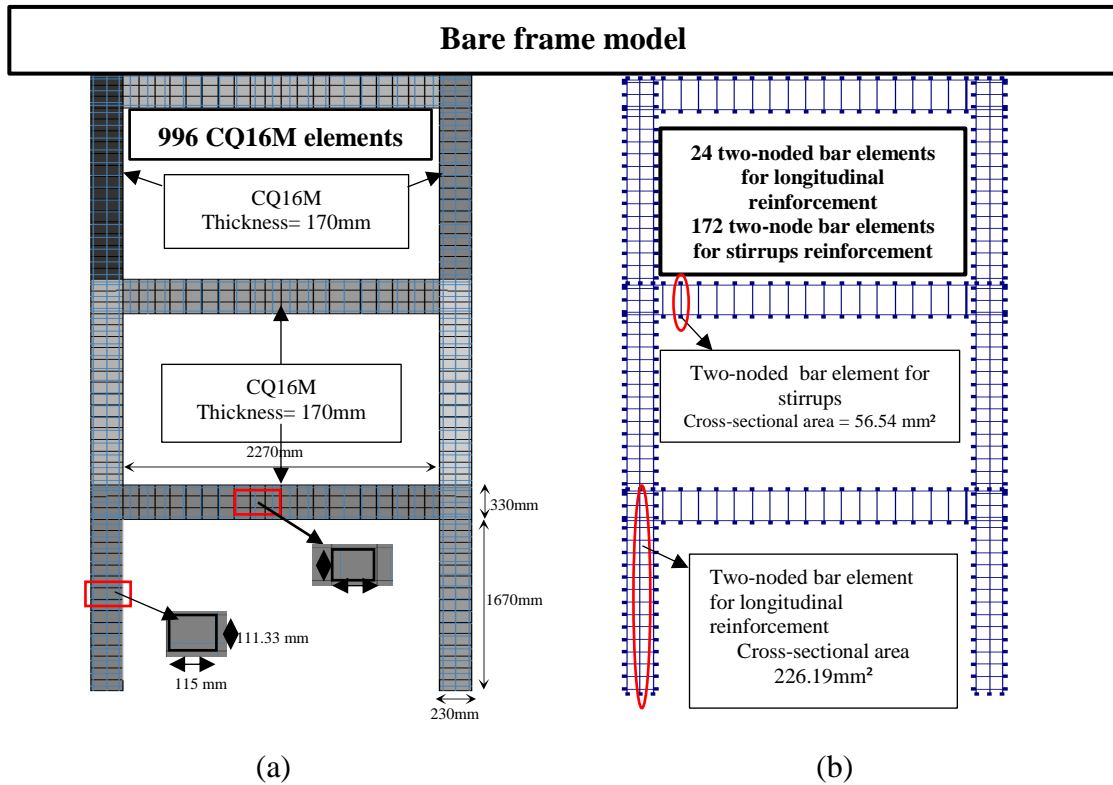 Bare frame model
996 CQ16M elements
CQ16M
Thickness= 170mm
CQ16M
Thickness= 170mm
2270mm
330mm
1670mm
111.33 mm
115 mm
230mm
(a)
24 two-noded bar elements
for longitudinal
reinforcement
172 two-node bar elements
for stirrups reinforcement
Two-noded bar element for
stirrups
Cross-sectional area = 56.54 mm²
Two-noded bar element
for longitudinal
reinforcement
Cross-sectional area
226.19mm²
(b)